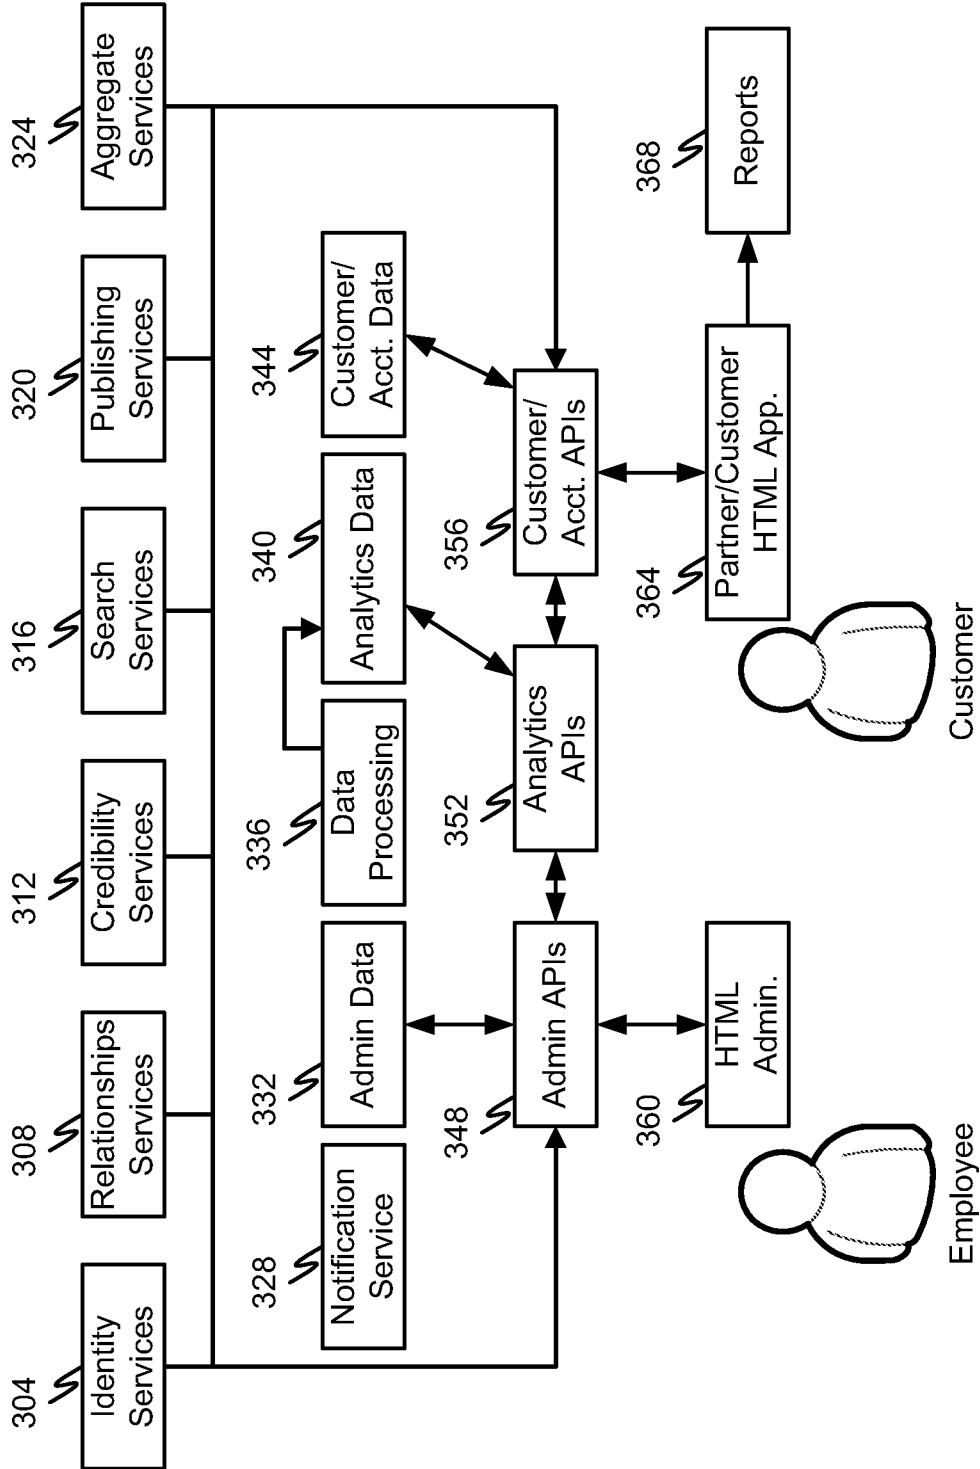 304
Identity
Services
308
Relationships
Services
312
Credibility
Services
316
Search
Services
320
Publishing
Services
324
Aggregate
Services
328
Notification
Service
332
Admin Data
336
Data
Processing
340
Analytics Data
344
Customer/
Acct. Data
348
Admin APIs
352
Analytics
APIs
356
Customer/
Acct. APIs
360
HTML
Admin.
364
Partner/Customer
HTML App.
368
Reports
Employee
Customer